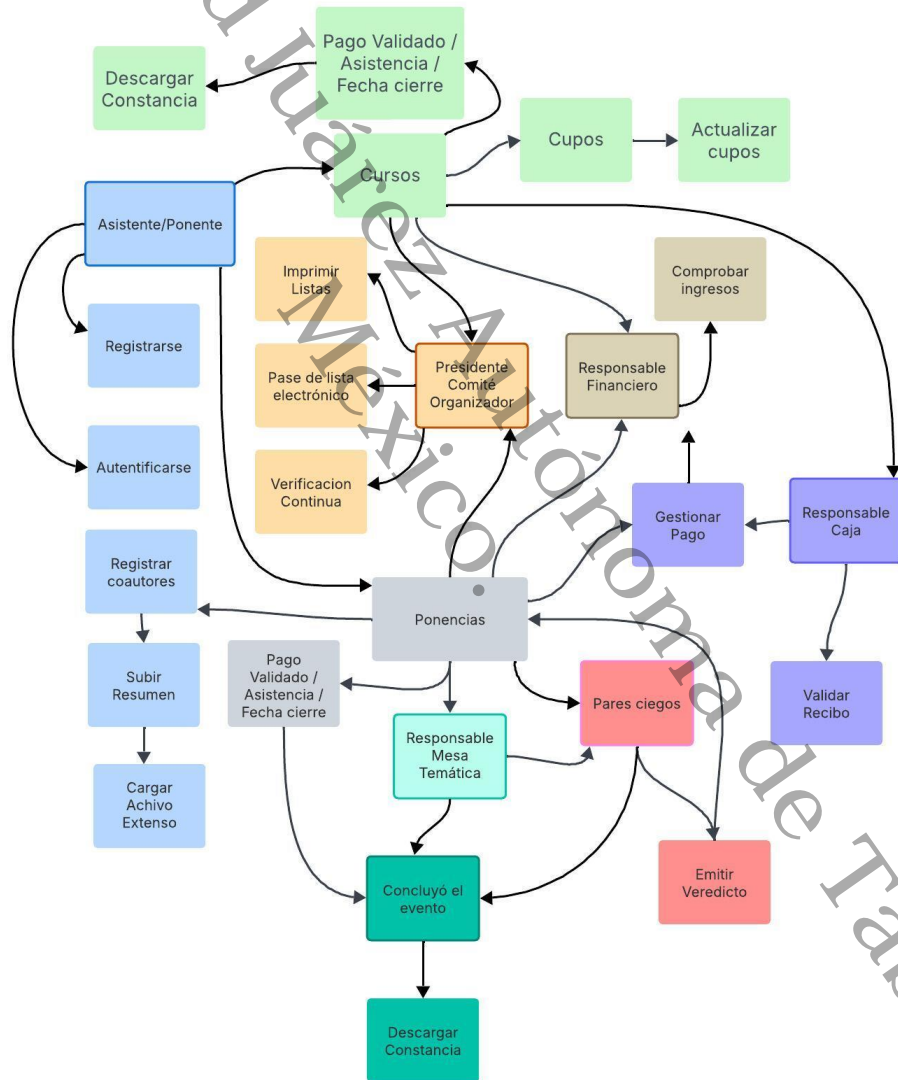 Pago Validado /
Asistencia /
Fecha cierre
Descargar
Constancia
Cupos
Actualizar
cupos
Cursos
Asistente/Ponente
Imprimir
Listas
Comprobar
ingresos
Registrarse
Presidente
Comité
Organizador
Responsable
Financiero
Pase de lista
electrónico
Autentificarse
Verificacion
Continua
Gestionar
Pago
Responsable
Caja
Registrar
coautores
Ponencias
Pago
Validado /
Asistencia /
Fecha cierre
Subir
Resumen
Pares ciegos
Validar
Recibo
Responsable
Mesa
Temática
Cargar
Achivo
Extenso
Concluyó el
evento
Emitir
Veredicto
Descargar
Constancia
Juárez Autónoma de
México.